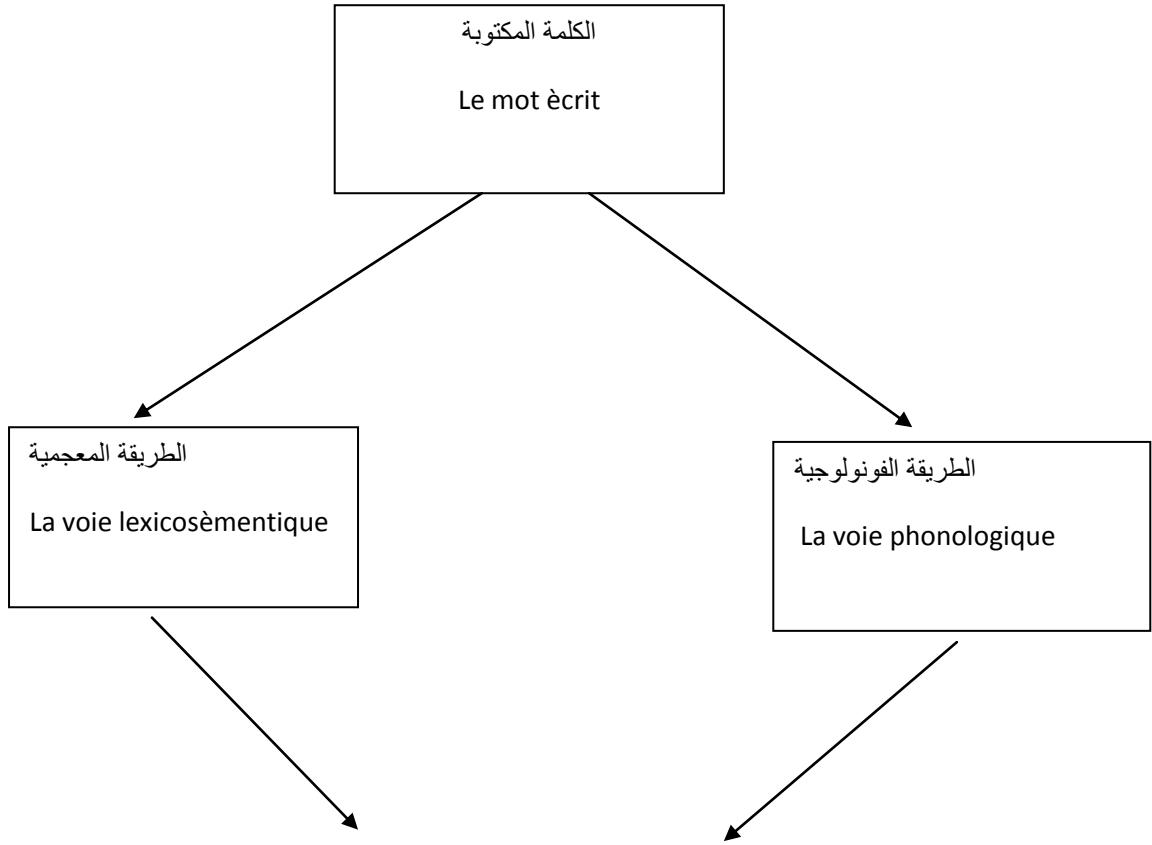 الكلمة المكتوبة
Le mot ècrit
الطريقة المعجمية
La voie lexicosèmentique
الطريقة الفونولوجية
La voie phonologique